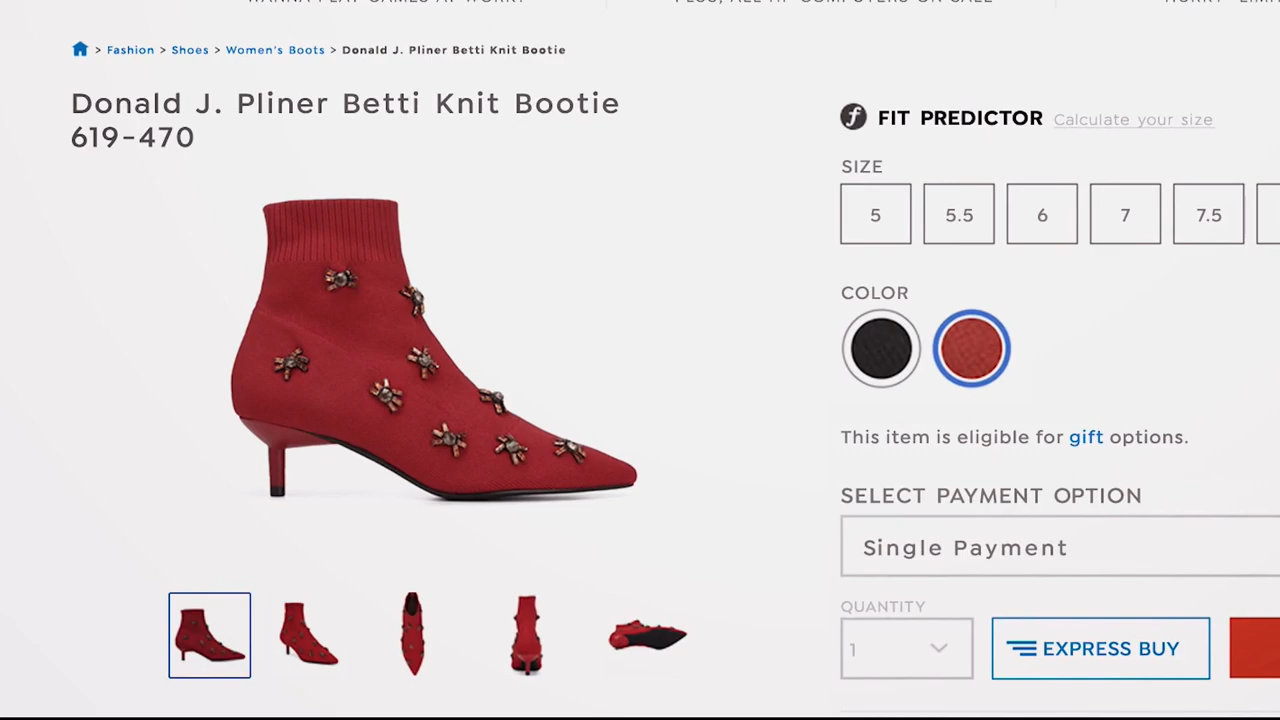 > Fashion > Shoes > Women's Boots > Donald J. Pliner Betti Knit Bootie
Donald J. Pliner Betti Knit Bootie
619-470
f FIT PREDICTOR Calculate your size
SIZE
5 5.5 6 7 7.5
COLOR
This item is eligible for gift options.
SELECT PAYMENT OPTION
Single Payment
QUANTITY
1 EXPRESS BUY